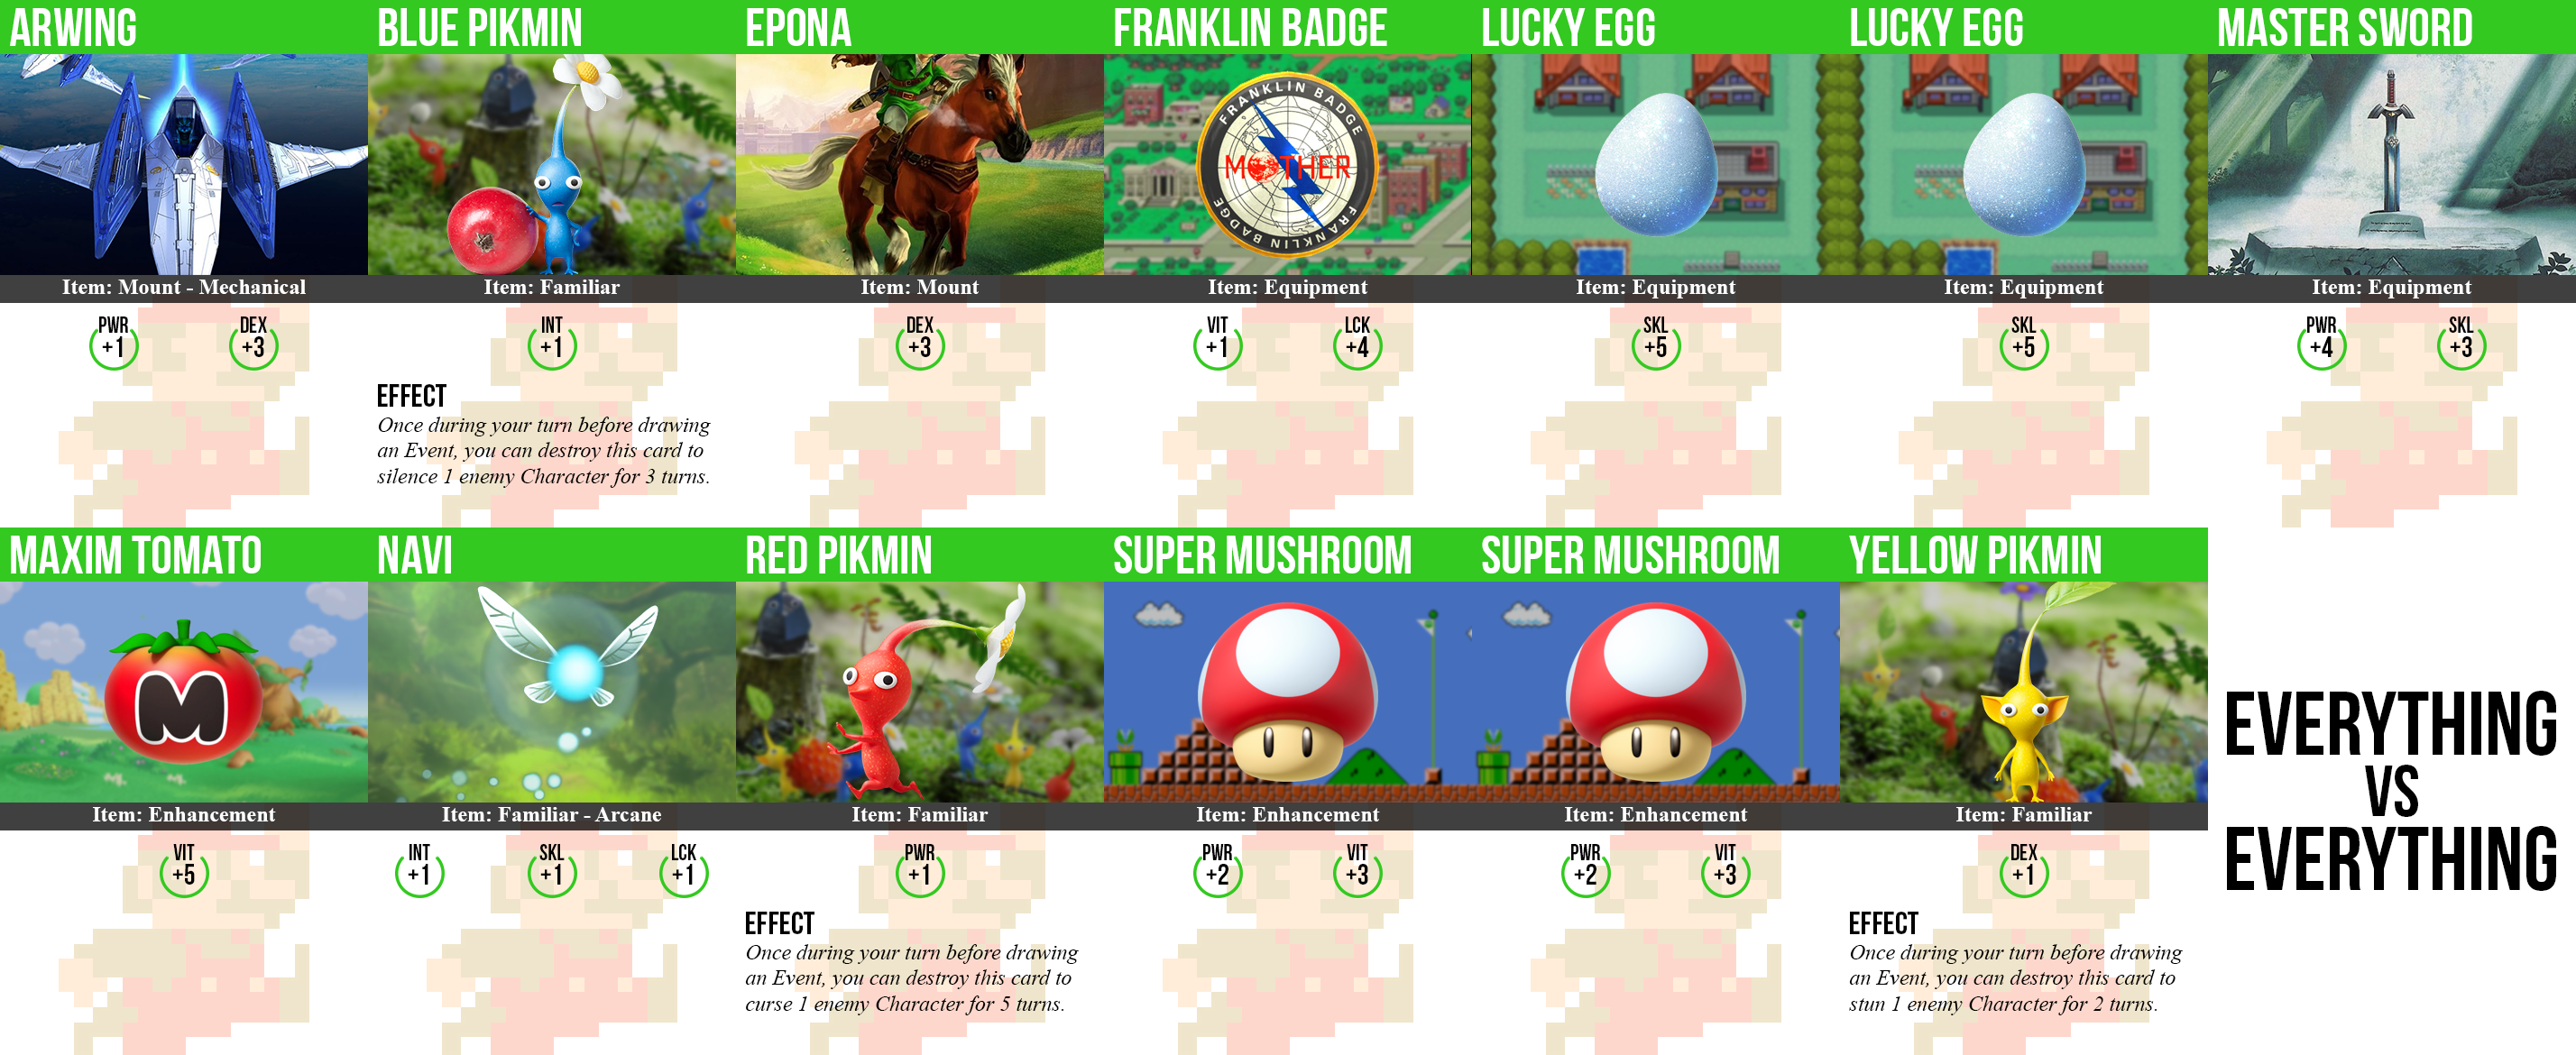 ARWING
Item: Mount - Mechanical
PWR
+1
DEX
+3
BLUE PIKMIN
Item: Familiar
INT
+1
EFFECT
Once during your turn before drawing
an Event, you can destroy this card to
silence 1 enemy Character for 3 turns.
EPONA
Item: Mount
DEX
+3
FRANKLIN BADGE
FRANKLIN BADGE
MOTHER
FRANKLIN BADGE
Item: Equipment
VIT
+1
LCK
+4
LUCKY EGG
Item: Equipment
SKL
+5
LUCKY EGG
Item: Equipment
SKL
+5
MASTER SWORD
Item: Equipment
PWR
+4
SKL
+3
MAXIM TOMATO
M
Item: Enhancement
VIT
+5
NAVI
Item: Familiar - Arcane
INT
+1
SKL
+1
LCK
+1
RED PIKMIN
Item: Familiar
PWR
+1
EFFECT
Once during your turn before drawing
an Event, you can destroy this card to
curse 1 enemy Character for 5 turns.
SUPER MUSHROOM
Item: Enhancement
PWR
+2
VIT
+3
SUPER MUSHROOM
Item: Enhancement
PWR
+2
VIT
+3
YELLOW PIKMIN
Item: Familiar
DEX
+1
EFFECT
Once during your turn before drawing
an Event, you can destroy this card to
stun 1 enemy Character for 2 turns.
EVERYTHING
VS
EVERYTHING